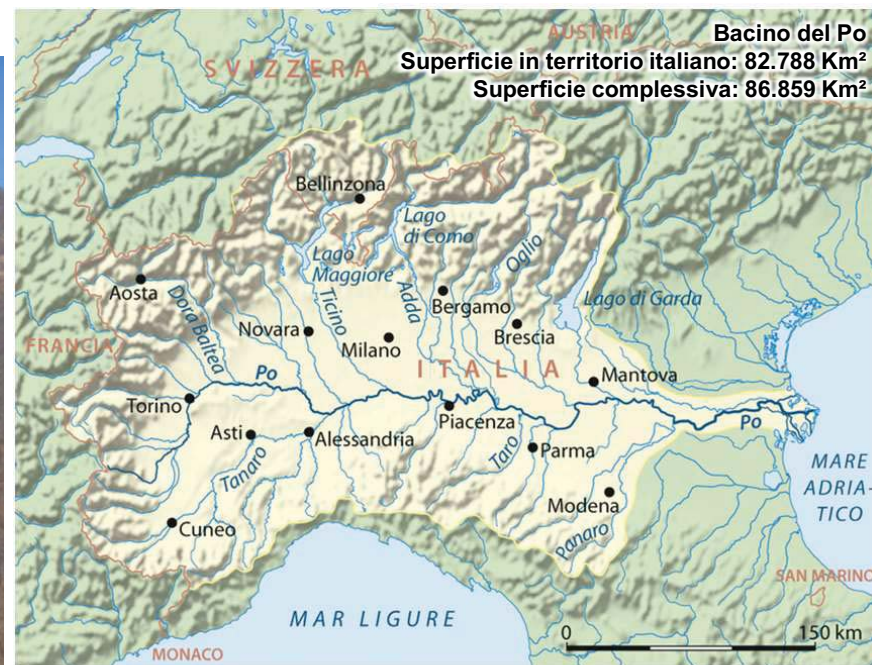 Bacino del Po
Superficie in territorio italiano: 82.788 Km²
Superficie complessiva: 86.859 Km²
AUSTRIA
SVIZZERA
Bellinzona
Lago
di Como
Lago
Maggiore
Oglio
Aosta
Dora Baltea
Ticino
Adda
Bergamo
Lago di Garda
Novara
Milano
Brescia
FRANCIA
ITALIA
Po
Mantova
Torino
Asti
Alessandria
Piacenza
Po
Tanaro
Taro
Parma
MARE
ADRIA-
TICO
Modena
Cuneo
Panaro
SAN MARINO
MAR LIGURE
0
150 km
MONACO